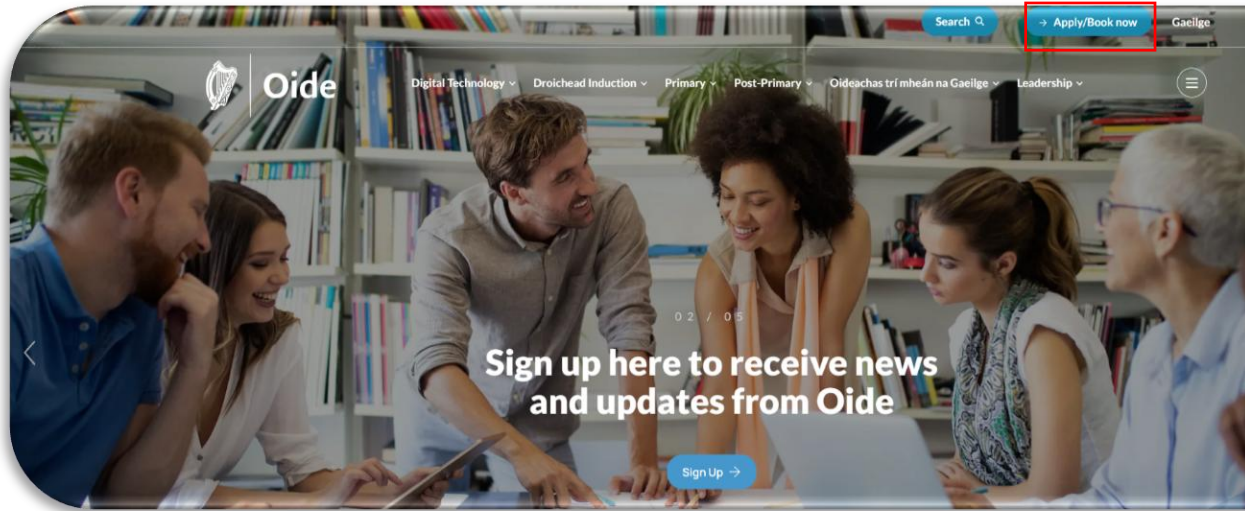 Search
→ Apply/Book now
Gaeilge
Oide
Digital Technology
Droichead Induction
Primary
Post-Primary
Oideachas trí mheán na Gaeilge
Leadership
02 / 05
Sign up here to receive news
and updates from Oide
Sign Up →